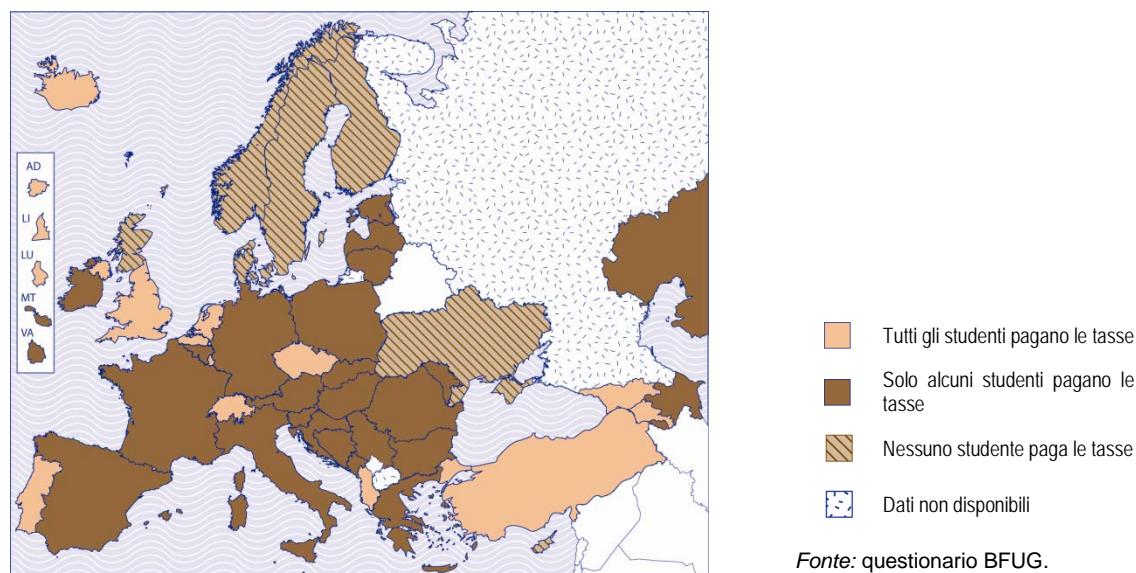 AD
LI
LU
MT
VA
Tutti gli studenti pagano le tasse
Solo alcuni studenti pagano le
tasse
Nessuno studente paga le tasse
Dati non disponibili
Fonte: questionario BFUG.